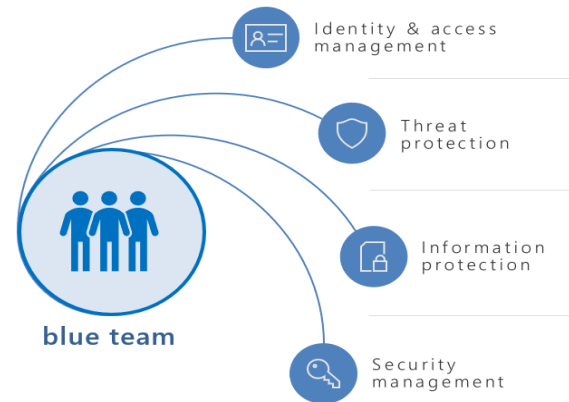 Identity & access
management
Threat
protection
Information
protection
blue team
Security
management